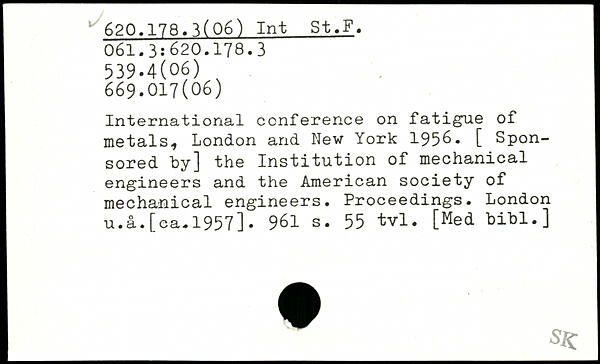 620.178.3(06) Int St.F.
061.3:620.178.3
539.4(06)
669.017(06)
International conference on fatigue of
metals, London and New York 1956. [ Spon-
sored by] the Institution of mechanical
engineers and the American society of
mechanical engineers. Proceedings. London
u.å.[ca.1957]. 961 s. 55 tvl. [Med bibl.]
SK